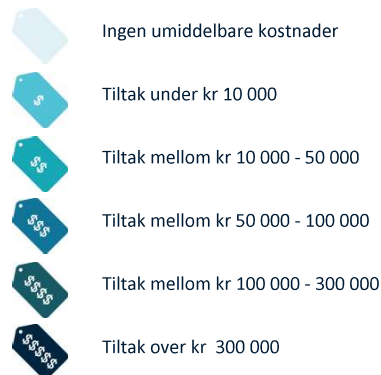 Ingen umiddelbare kostnader
$ Tiltak under kr 10 000
$$ Tiltak mellom kr 10 000 - 50 000
$$$ Tiltak mellom kr 50 000 - 100 000
$$$$ Tiltak mellom kr 100 000 - 300 000
$$$$$ Tiltak over kr  300 000